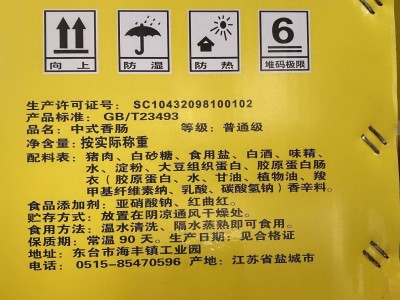 6
向上
防湿
防热
堆码极限
生产许可证号: SC10432098100102
产品标准: GB/T23493
品名: 中式香肠 等级: 普通级
净含量: 按实际称重
配料表: 猪肉、白砂糖、食用盐、白酒、味精、
水、淀粉、大豆组织蛋白、胶原蛋白肠
衣（胶原蛋白、水、甘油、植物油、羧
甲基纤维素纳、乳酸、碳酸氢钠）香辛料。
食品添加剂: 亚硝酸钠、红曲红。
贮存方式: 放置在阴凉通风干燥处。
食用方法: 温水清洗、隔水蒸熟即可食用。
保质期: 常温90天。生产日期: 见合格证
地址: 东台市海丰镇工业园
电话: 0515-85470596 产地: 江苏省盐城市